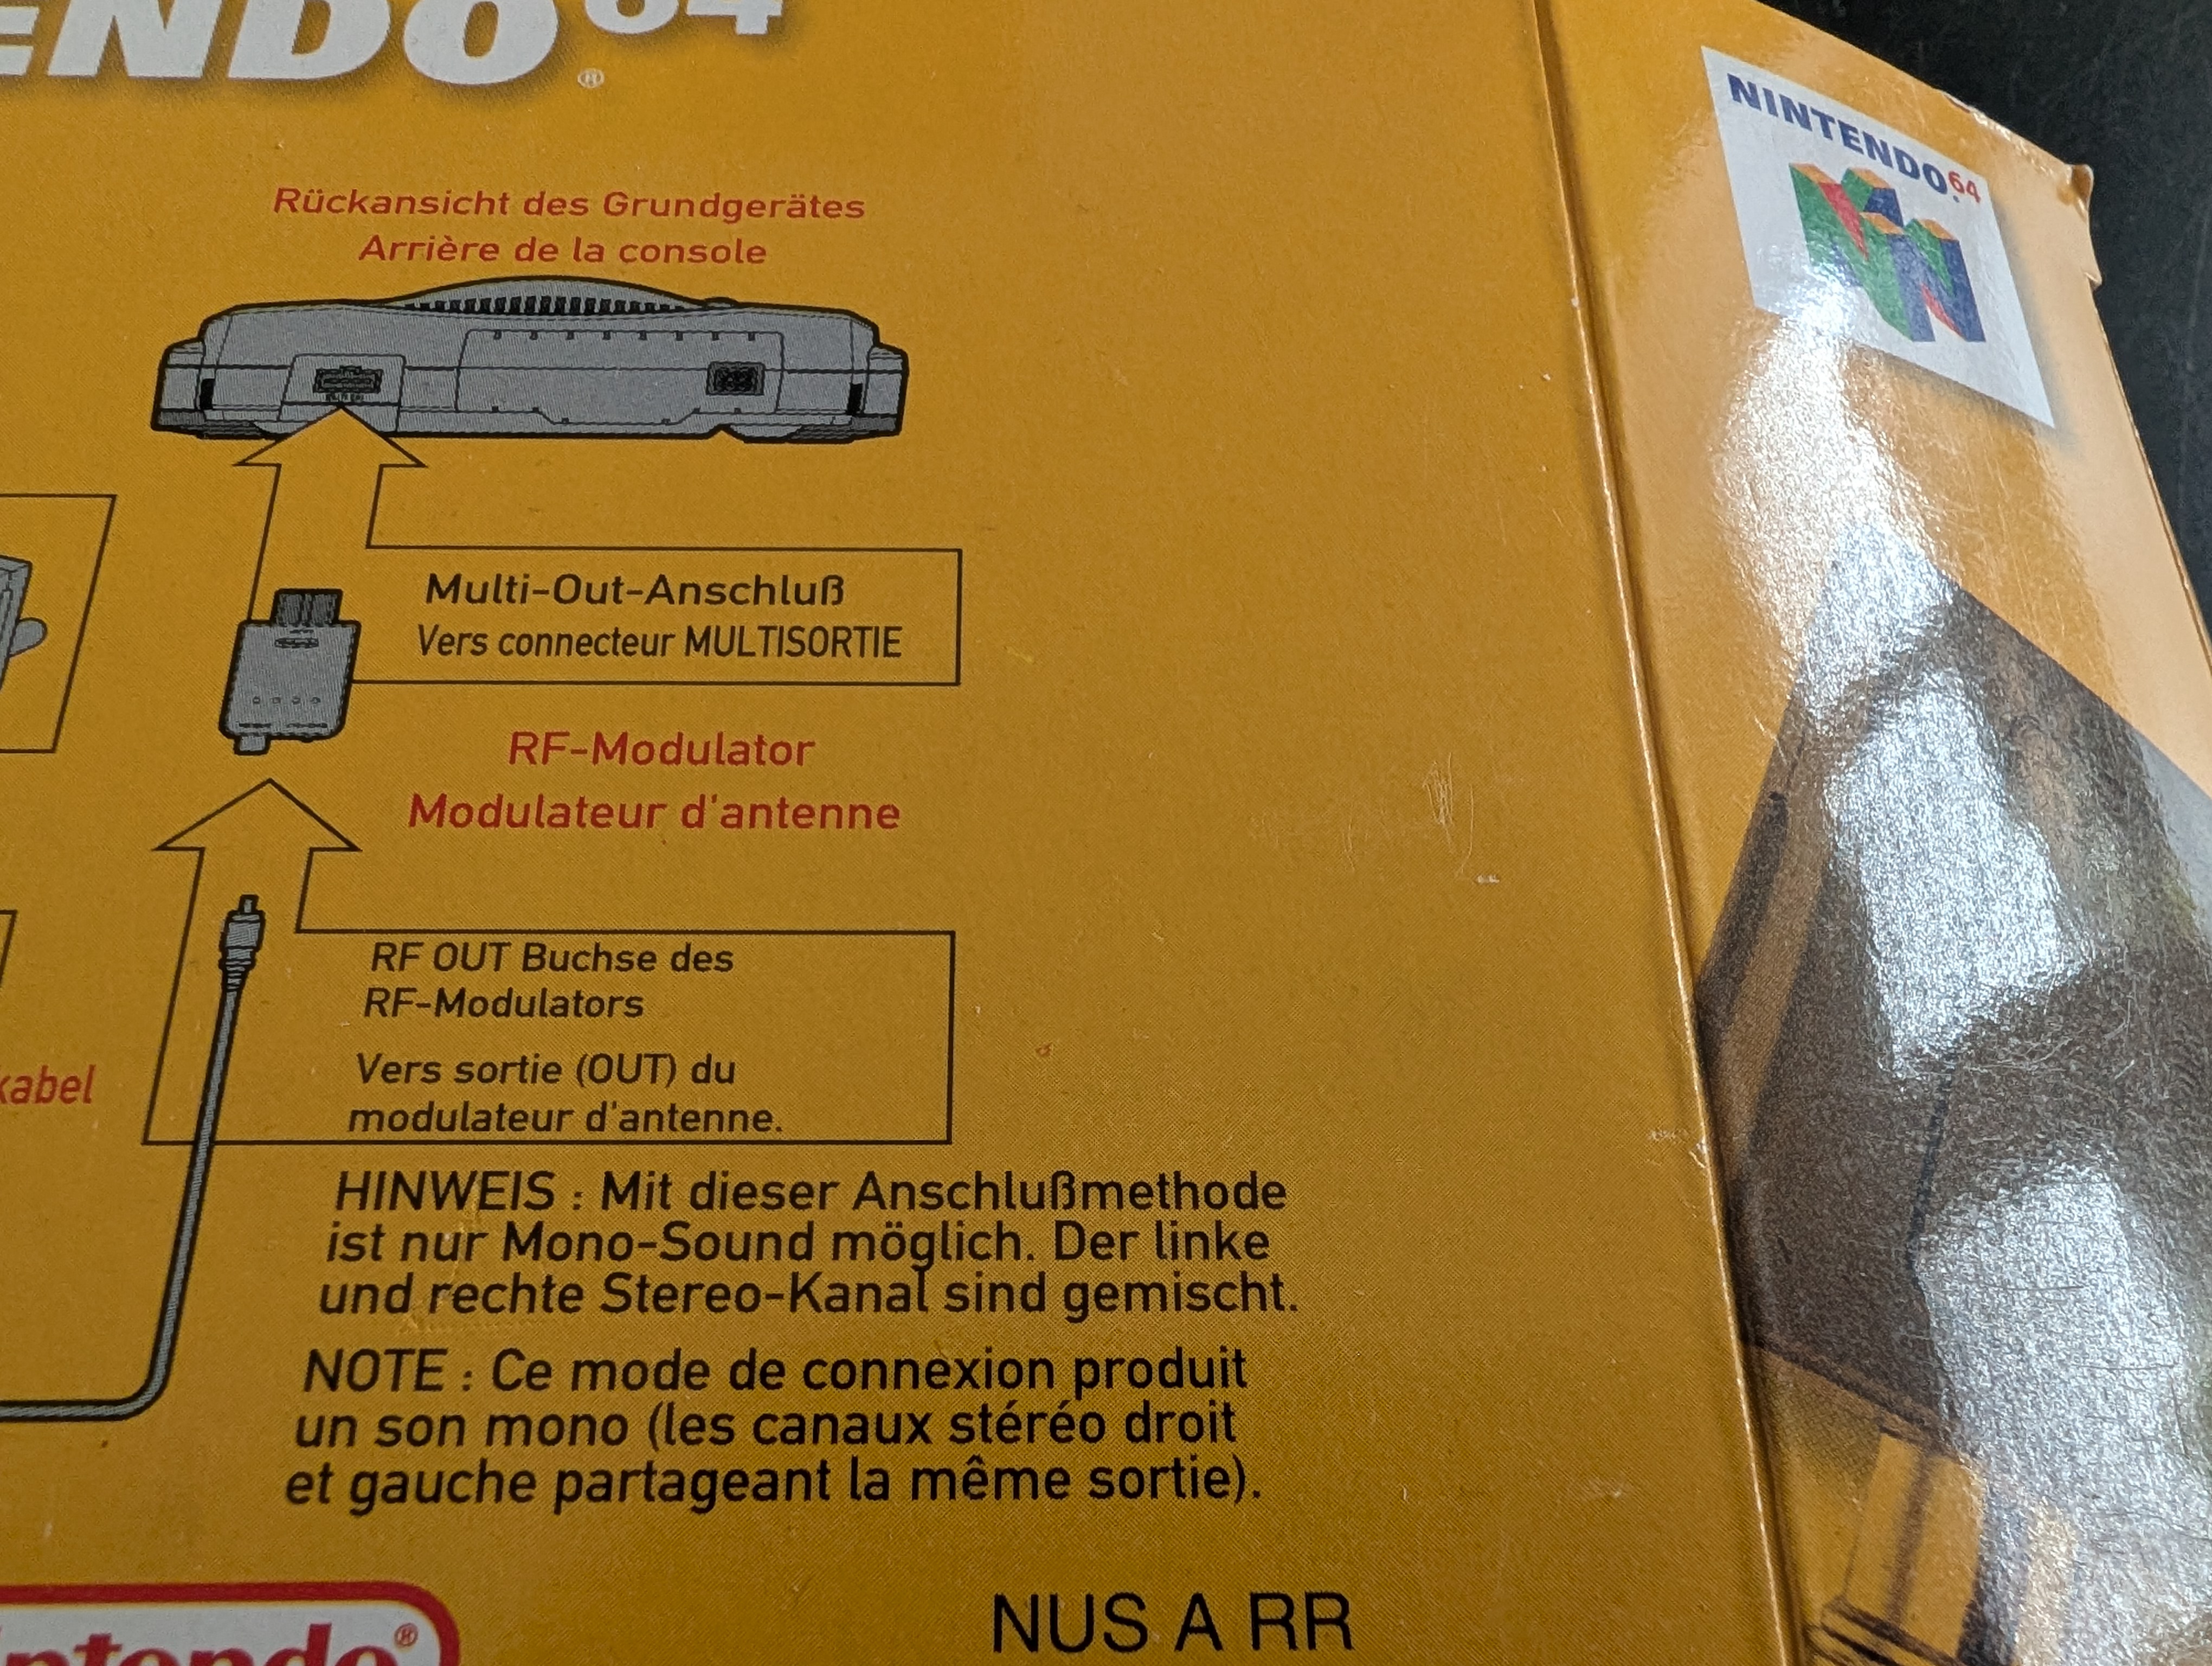 NINTENDO 64
Rückansicht des Grundgerätes
Arrière de la console
Multi-Out-Anschluß
Vers connecteur MULTISORTIE
RF-Modulator
Modulateur d'antenne
RF OUT Buchse des
RF-Modulators
Vers sortie (OUT) du
modulateur d'antenne.
HINWEIS : Mit dieser Anschlußmethode
ist nur Mono-Sound möglich. Der linke
und rechte Stereo-Kanal sind gemischt.
NOTE : Ce mode de connexion produit
un son mono (les canaux stéréo droit
et gauche partageant la même sortie).
NUS A RR